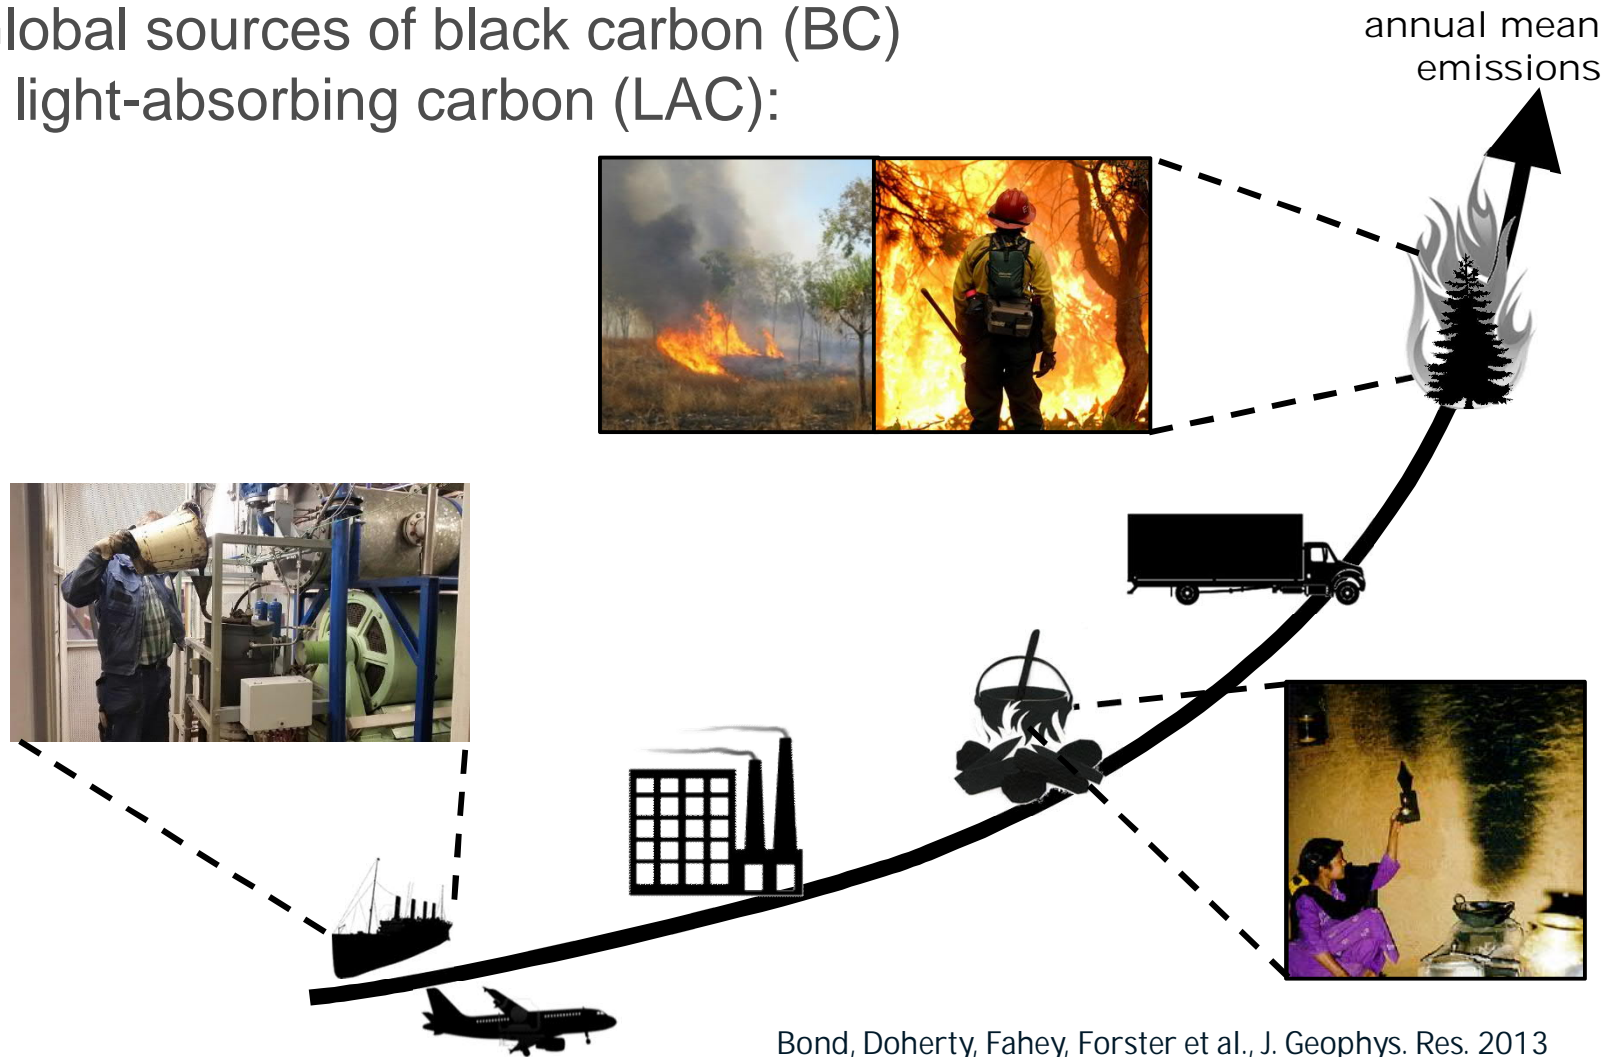 lobal sources of black carbon (BC)
light-absorbing carbon (LAC):
annual mean
emissions
Bond, Doherty, Fahey, Forster et al., J. Geophys. Res. 2013